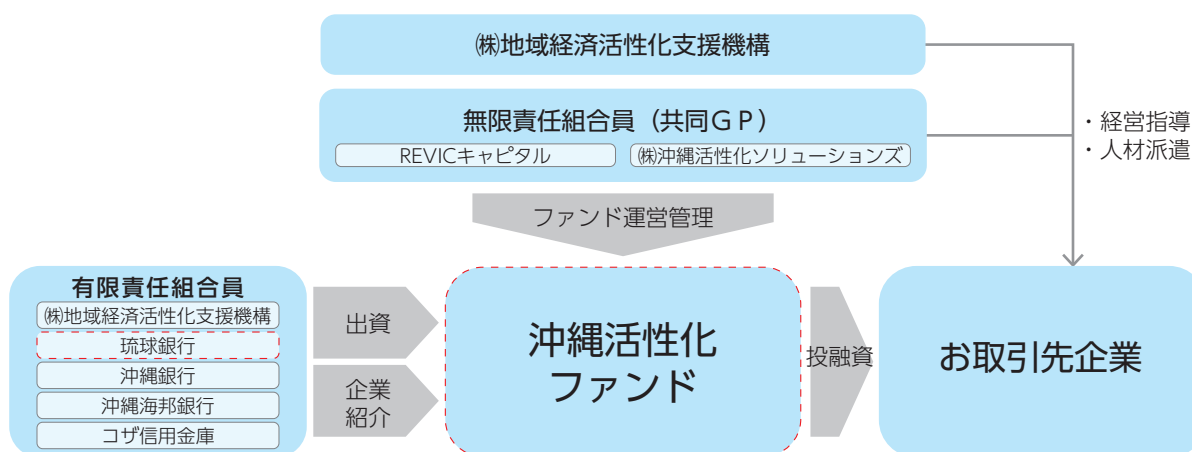 ㈱地域経済活性化支援機構
無限責任組合員（共同ＧＰ）
REVICキャピタル
㈱沖縄活性化ソリューションズ
・経営指導
・人材派遣
ファンド運営管理
有限責任組合員
㈱地域経済活性化支援機構
琉球銀行
沖縄銀行
沖縄海邦銀行
コザ信用金庫
出資
企業
紹介
沖縄活性化
ファンド
投融資
お取引先企業